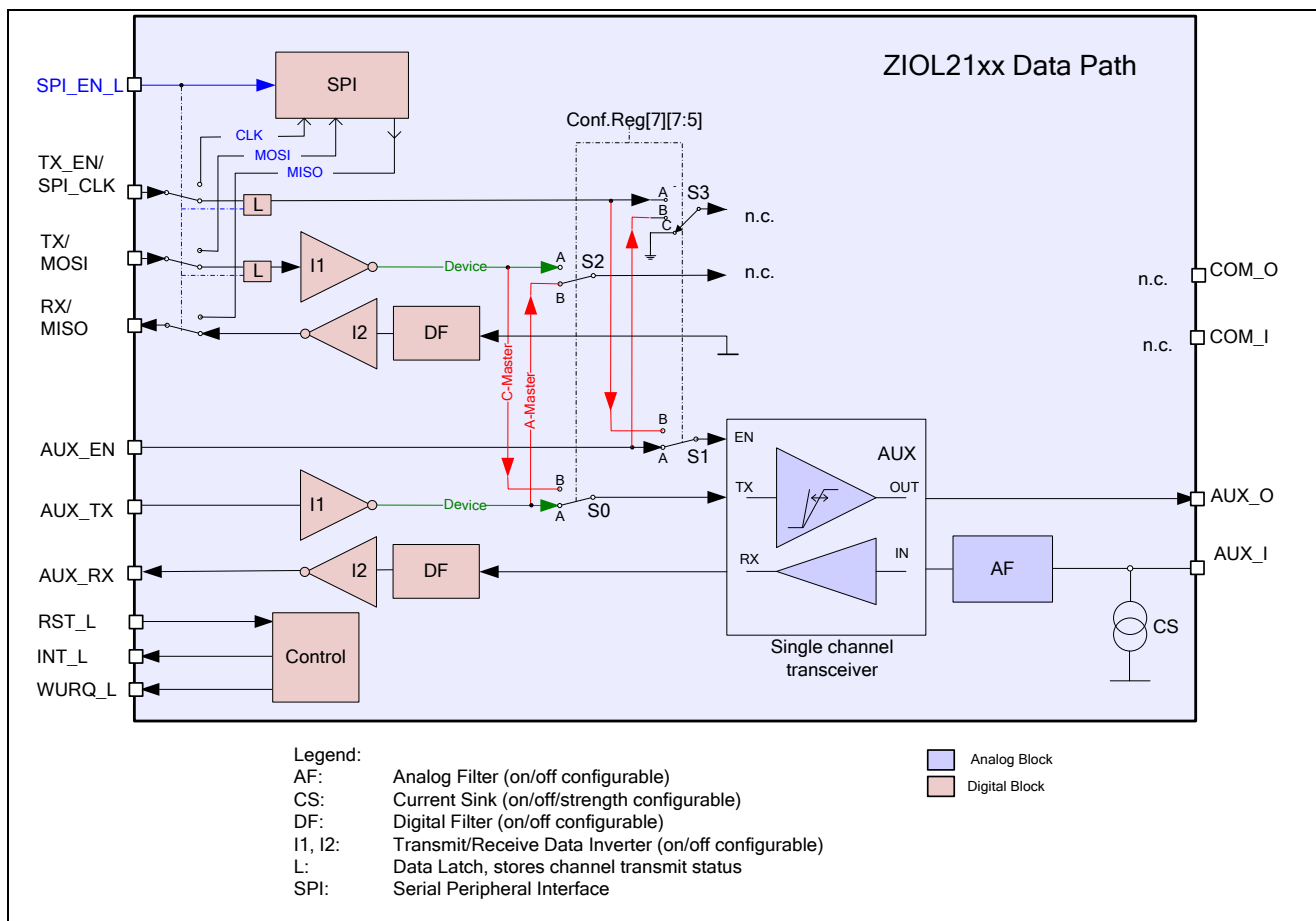 ZIOL21xx Data Path
SPI_EN_L
SPI
Conf.Reg[7][7:5]
CLK
MOSI
MISO
TX_EN/
SPI_CLK
L
A
S3
B
C
n.c.
TX/
MOSI
L
I1
Device
A
S2
B
n.c.
n.c.
COM_O
RX/
MISO
I2
DF
n.c.
COM_I
C-Master
A-Master
AUX_EN
B
A
S1
EN
AUX
AUX_TX
I1
Device
B
A
S0
TX
OUT
AUX_O
AUX_RX
I2
DF
RX
IN
AF
AUX_I
CS
RST_L
INT_L
WURQ_L
Control
Single channel
transceiver
Legend:
AF: Analog Filter (on/off configurable)
CS: Current Sink (on/off/strength configurable)
DF: Digital Filter (on/off configurable)
I1, I2: Transmit/Receive Data Inverter (on/off configurable)
L: Data Latch, stores channel transmit status
SPI: Serial Peripheral Interface
Analog Block
Digital Block